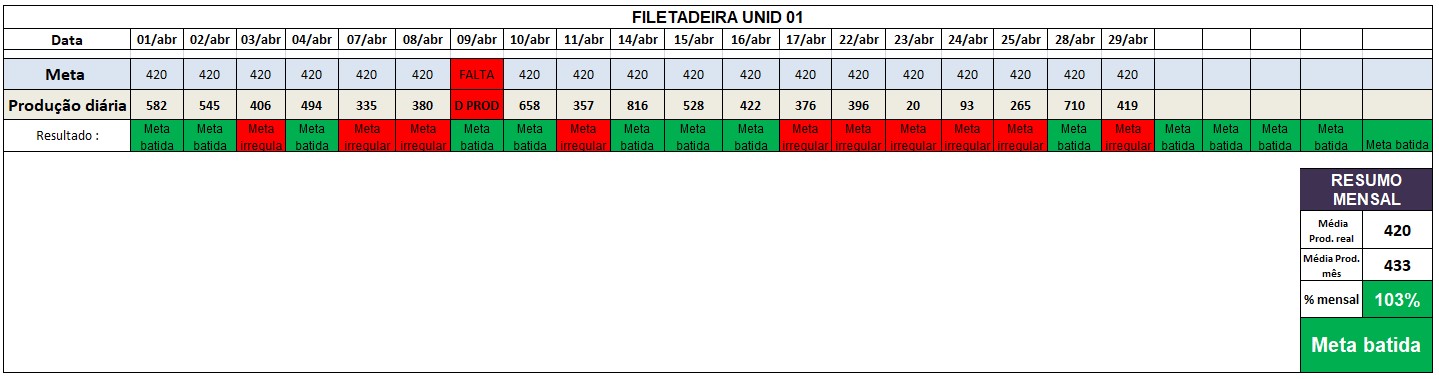 FILETADEIRA UNID 01
Data 01/abr 02/abr 03/abr 04/abr 07/abr 08/abr 09/abr 10/abr 11/abr 14/abr 15/abr 16/abr 17/abr 22/abr 23/abr 24/abr 25/abr 28/abr 29/abr
Meta 420 420 420 420 420 420 FALTA 420 420 420 420 420 420 420 420 420 420 420 420
Produção diária 582 545 406 494 335 380 D PROD 658 357 816 528 422 376 396 20 93 265 710 419
Resultado : Meta batida Meta batida Meta irregular Meta batida Meta irregular Meta irregular Meta batida Meta batida Meta irregular Meta batida Meta batida Meta batida Meta irregular Meta irregular Meta irregular Meta irregular Meta irregular Meta batida Meta irregular Meta batida Meta batida Meta batida Meta batida Meta batida
RESUMO
MENSAL
Média
Prod. real 420
Média Prod.
mês 433
% mensal 103%
Meta batida